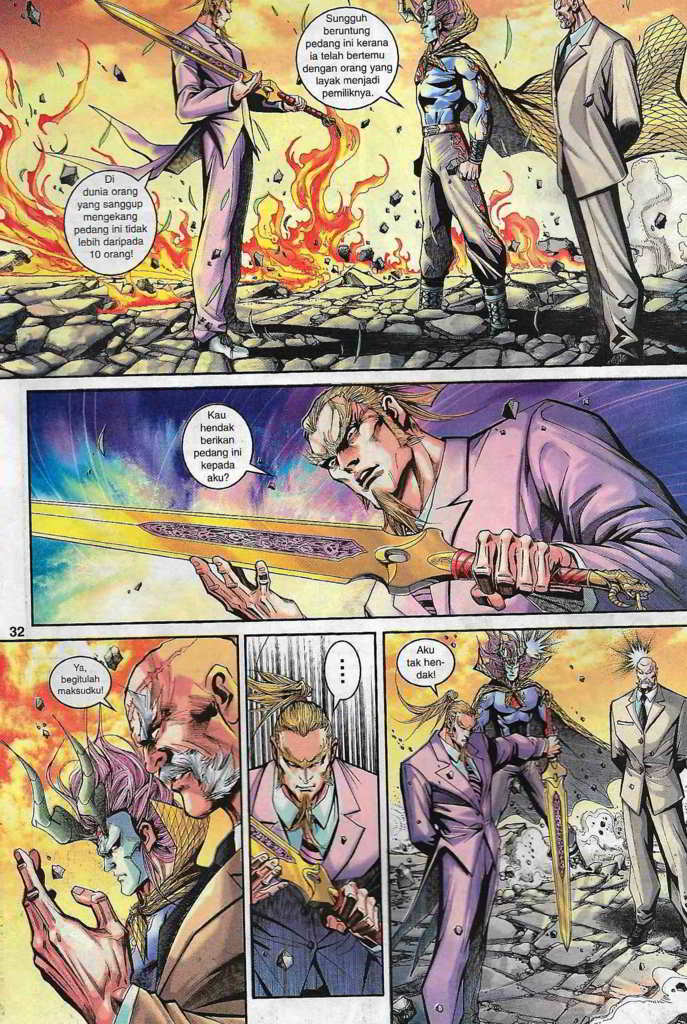 Sungguh
beruntung
pedang ini kerana
ia telah bertemu
dengan orang yang
layak menjadi
pemiliknya.
Di
dunia orang
yang sanggup
mengekang
pedang ini tidak
lebih daripada
10 orang!
Kau
hendak
berikan
pedang ini
kepada
aku?
32
Ya,
begitulah
maksudku!
...
Aku
tak hen-
dak!